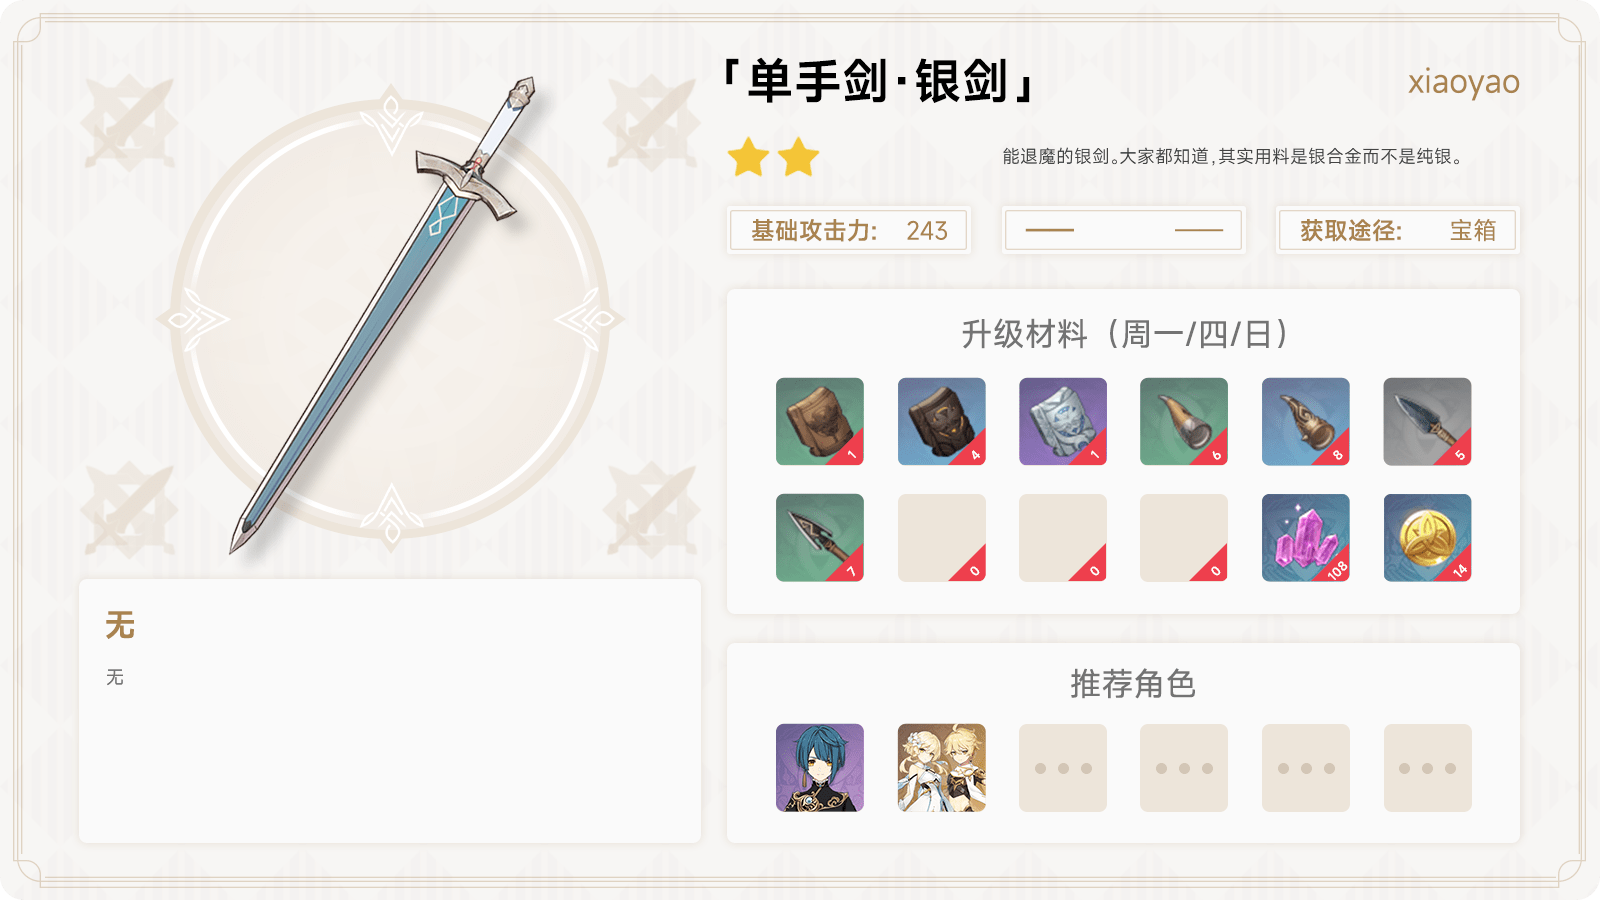 「单手剑·银剑」
xiaoyao
能退魔的银剑。大家都知道,其实用料是银合金而不是纯银。
基础攻击力: 243
获取途径: 宝箱
升级材料（周一/四/日）
1 4 1 6 8 5
7 0 0 0 108 14
无
无
推荐角色